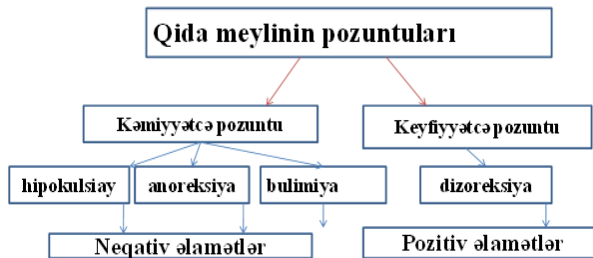 Qida meylinin pozuntuları
Kəmiyyətcə pozuntu
Keyfiyyətcə pozuntu
hipokulsiay
anoreksiya
bulimiya
dizoreksiya
Neqativ əlamətlər
Pozitiv əlamətlər